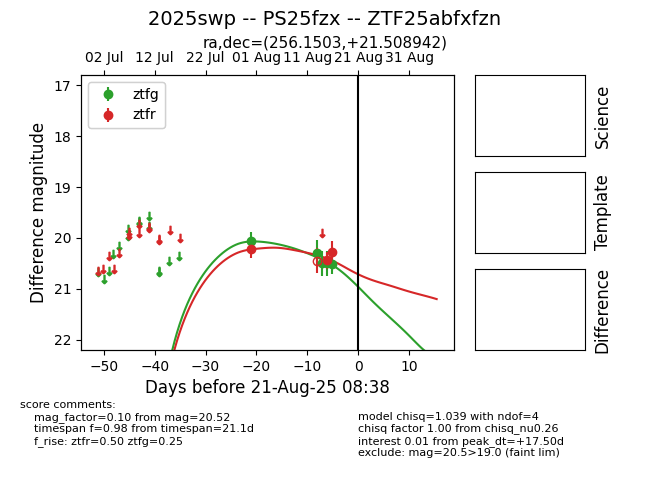 2025swp -- PS25fzx -- ZTF25abfxfzn
ra,dec=(256.1503,+21.508942)
02 Jul 12 Jul 22 Jul 01 Aug 11 Aug 21 Aug 31 Aug
ztfg
ztfr
17
18
19
20
21
22
Difference magnitude
−50 −40 −30 −20 −10 0 10
Days before 21-Aug-25 08:38
Science
Template
Difference
score comments:
mag_factor=0.10 from mag=20.52
timespan f=0.98 from timespan=21.1d
f_rise: ztfr=0.50 ztfg=0.25
model chisq=1.039 with ndof=4
chisq factor 1.00 from chisq_nu0.26
interest 0.01 from peak_dt=+17.50d
exclude: mag=20.5>19.0 (faint lim)